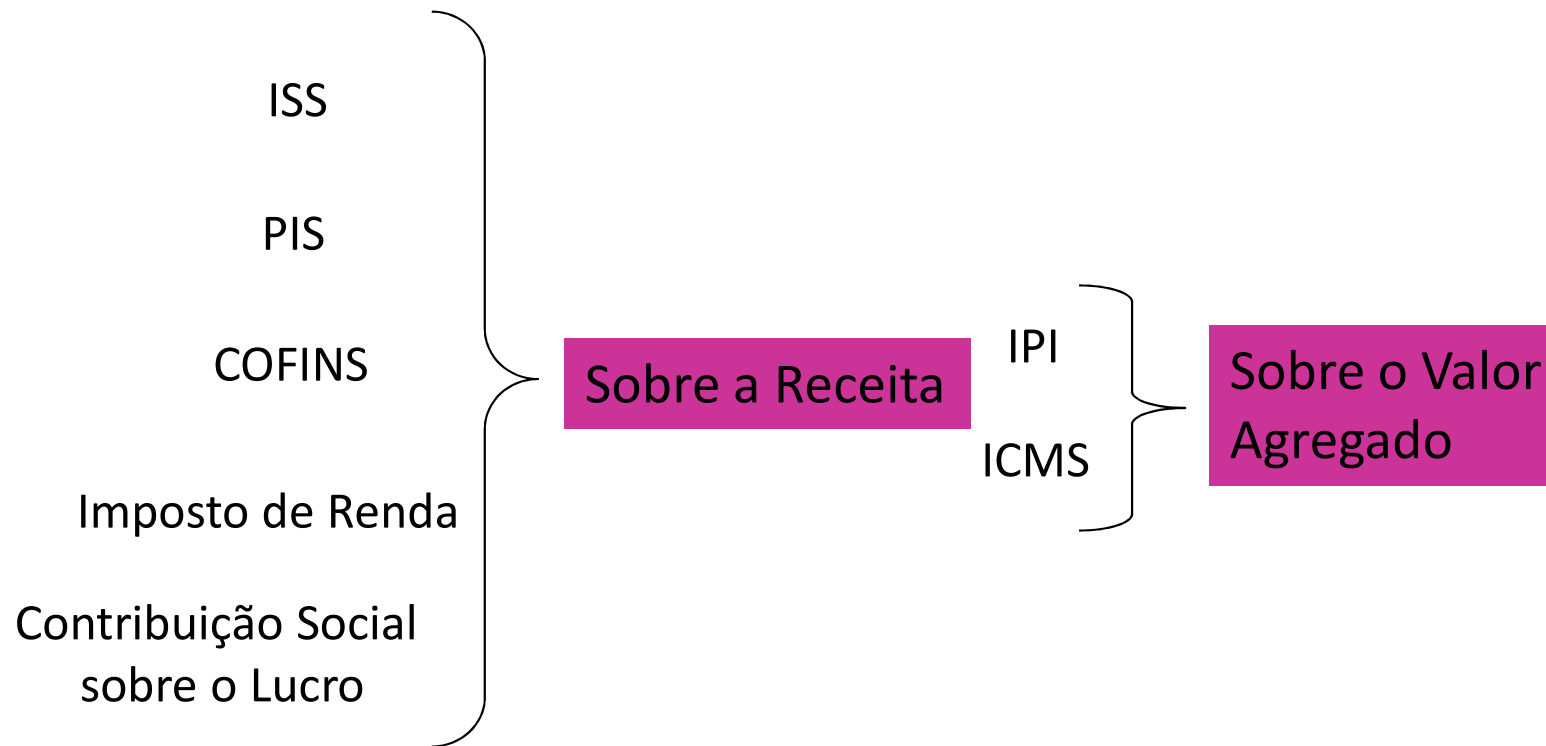 ISS
PIS
COFINS
Imposto de Renda
Contribuição Social
sobre o Lucro
Sobre a Receita
IPI
ICMS
Sobre o Valor
Agregado